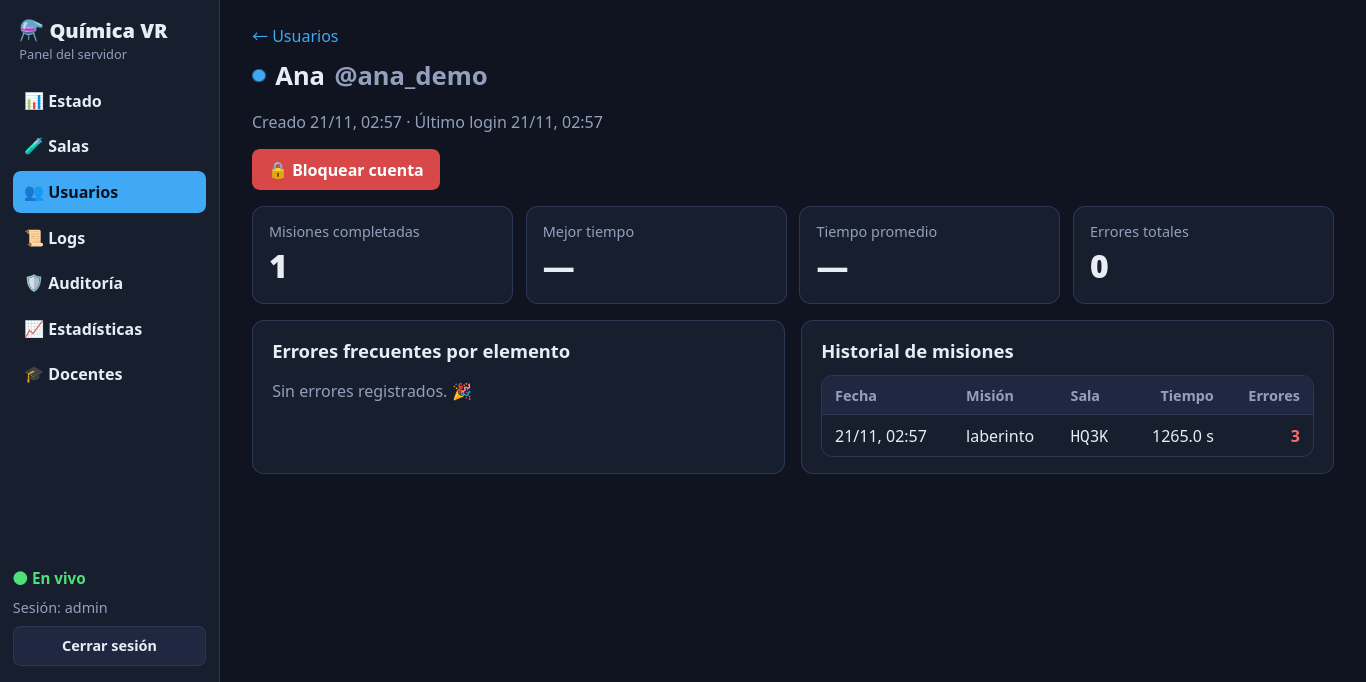 Química VR
Panel del servidor
Estado
Salas
Usuarios
Logs
Auditoría
Estadísticas
Docentes
En vivo
Sesión: admin
Cerrar sesión
← Usuarios
Ana @ana_demo
Creado 21/11, 02:57 · Último login 21/11, 02:57
Bloquear cuenta
Misiones completadas
1
Mejor tiempo
—
Tiempo promedio
—
Errores totales
0
Errores frecuentes por elemento
Sin errores registrados. 🎉
Historial de misiones
Fecha Misión Sala Tiempo Errores
21/11, 02:57 laberinto HQ3K 1265.0 s 3